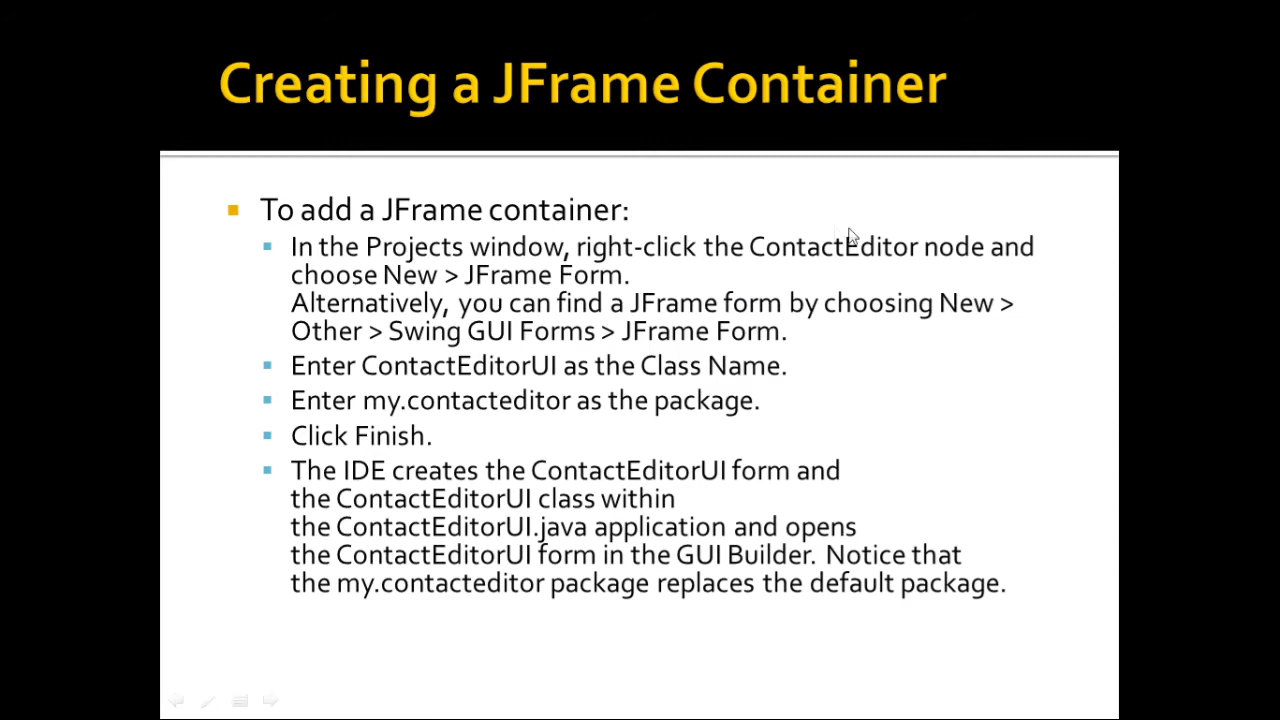 Creating a JFrame Container
To add a JFrame container:
In the Projects window, right-click the ContactEditor node and
choose New > JFrame Form.
Alternatively, you can find a JFrame form by choosing New >
Other > Swing GUI Forms > JFrame Form.
Enter ContactEditorUI as the Class Name.
Enter my.contacteditor as the package.
Click Finish.
The IDE creates the ContactEditorUI form and
the ContactEditorUI class within
the ContactEditorUI.java application and opens
the ContactEditorUI form in the GUI Builder. Notice that
the my.contacteditor package replaces the default package.